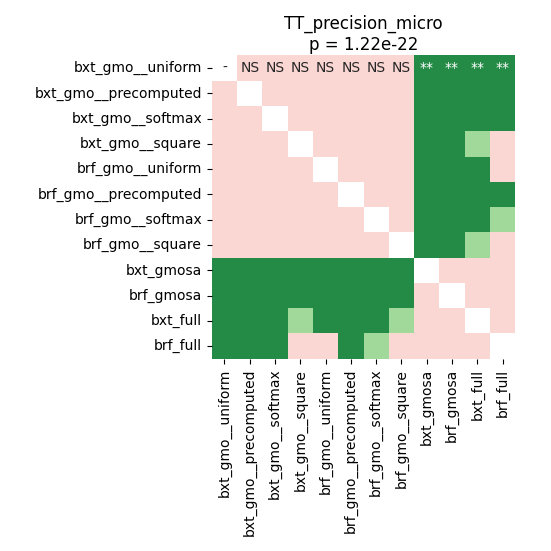 TT_precision_micro
p = 1.22e-22
bxt_gmo__uniform
- NS NS NS NS NS NS NS ** ** ** **
bxt_gmo__precomputed
bxt_gmo__softmax
bxt_gmo__square
brf_gmo__uniform
brf_gmo__precomputed
brf_gmo__softmax
brf_gmo__square
bxt_gmosa
brf_gmosa
bxt_full
brf_full
bxt_gmo__uniform
bxt_gmo__precomputed
bxt_gmo__softmax
bxt_gmo__square
brf_gmo__uniform
brf_gmo__precomputed
brf_gmo__softmax
brf_gmo__square
bxt_gmosa
brf_gmosa
bxt_full
brf_full